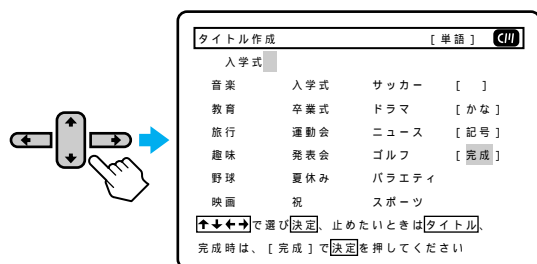 タイトル作成 [単語] CM
入学式
音楽 入学式 サッカー [ ]
教育 卒業式 ドラマ [かな]
旅行 運動会 ニュース [記号]
趣味 発表会 ゴルフ [完成]
野球 夏休み バラエティ
映画 祝 スポーツ
↑↓←→で選び決定、止めたいときはタイトル、
完成時は、[完成]で決定を押してください